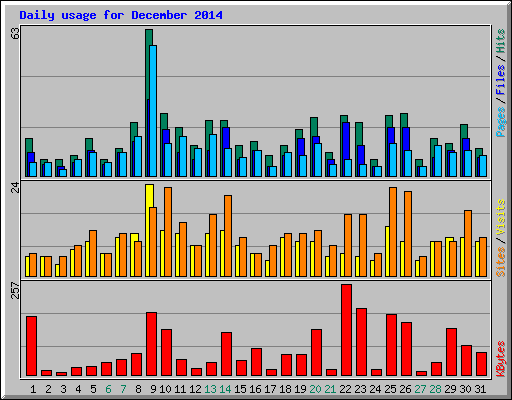 Daily usage for December 2014
63
Pages / Files / Hits
24
Sites / Visits
257
KBytes
1 2 3 4 5 6 7 8 9 10 11 12 13 14 15 16 17 18 19 20 21 22 23 24 25 26 27 28 29 30 31